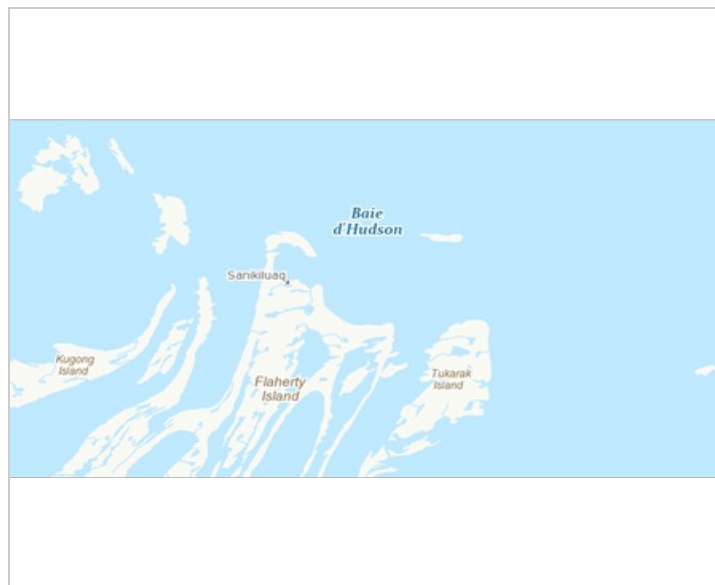 Baie
d'Hudson
Sanikiluaq
Kugong
Island
Flaherty
Island
Tukarak
Island